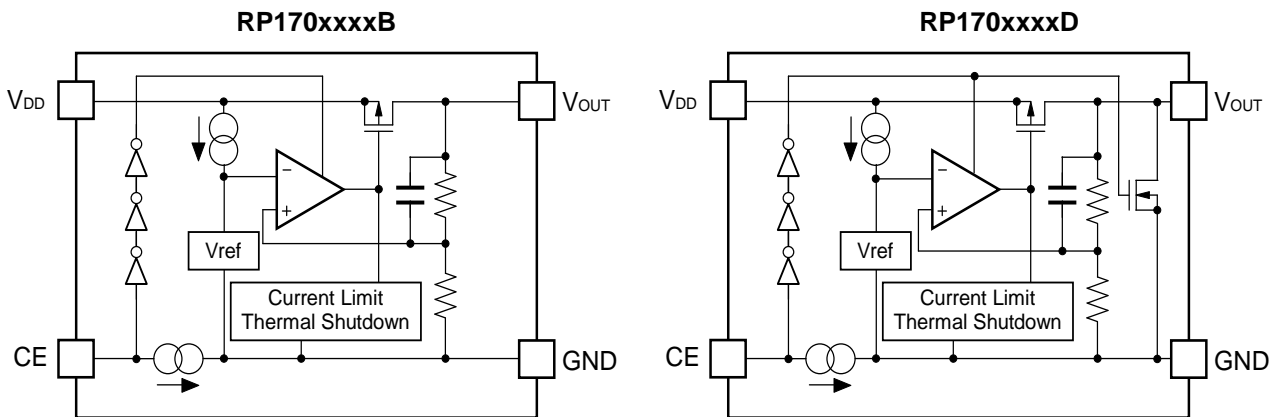 RP170xxxxB
VDD
VOUT
−
+
Vref
Current Limit
Thermal Shutdown
CE
GND
RP170xxxxD
VDD
VOUT
−
+
Vref
Current Limit
Thermal Shutdown
CE
GND